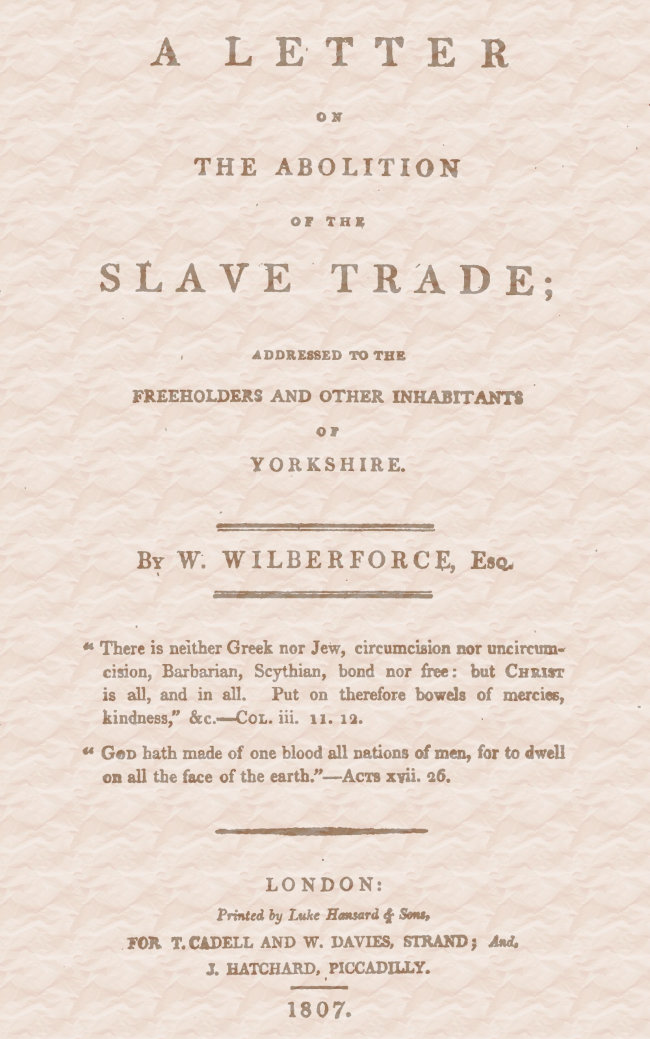 A LETTER
ON
THE ABOLITION
OF THE
SLAVE TRADE;
ADDRESSED TO THE
FREEHOLDERS AND OTHER INHABITANTS
OF
YORKSHIRE.
By W. WILBERFORCE, Esq.
“ There is neither Greek nor Jew, circumcision nor uncircum-
cision, Barbarian, Scythian, bond nor free: but CHRIST
is all, and in all. Put on therefore bowels of mercies,
kindness,” &c.—COL. iii. 11. 12.
“ GOD hath made of one blood all nations of men, for to dwell
on all the face of the earth.”—ACTS xvii. 26.
LONDON:
Printed by Luke Hansard & Sons,
FOR T. CADELL AND W. DAVIES, STRAND; And,
J. HATCHARD, PICCADILLY.
1807.